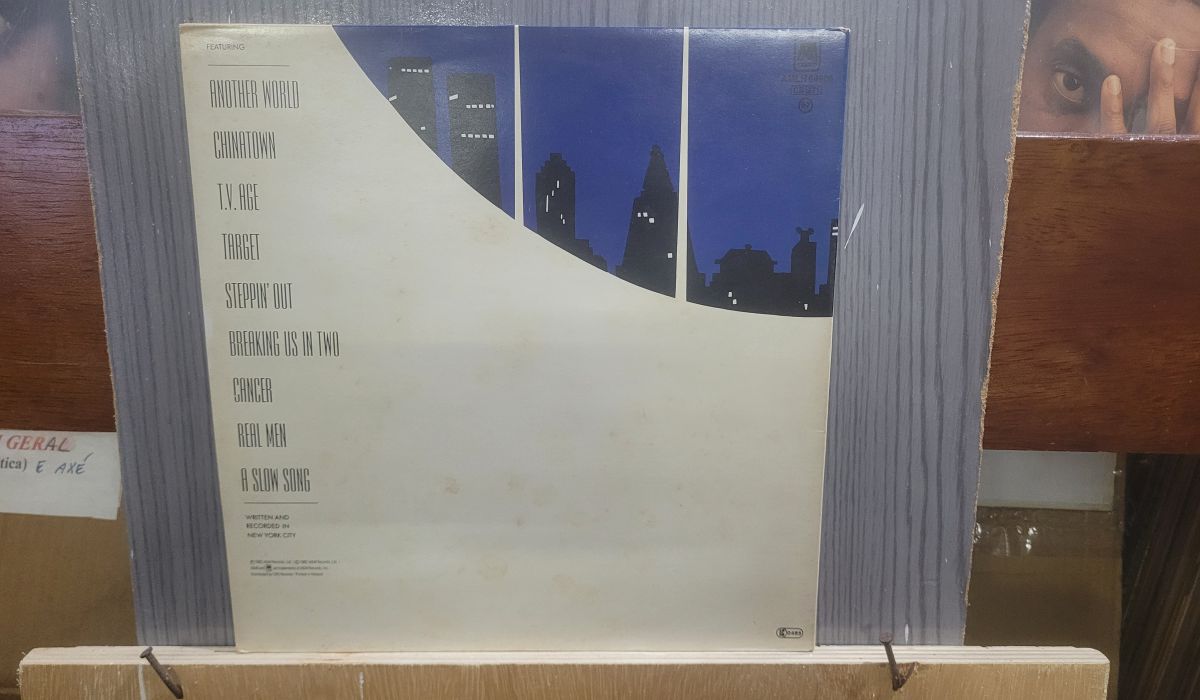 FEATURING
ANOTHER WORLD
CHINATOWN
T.V. AGE
TARGET
STEPPIN' OUT
BREAKING US IN TWO
CANCER
REAL MEN
A SLOW SONG
WRITTEN AND
RECORDED IN
NEW YORK CITY
GERAL
tica) E AXÉ